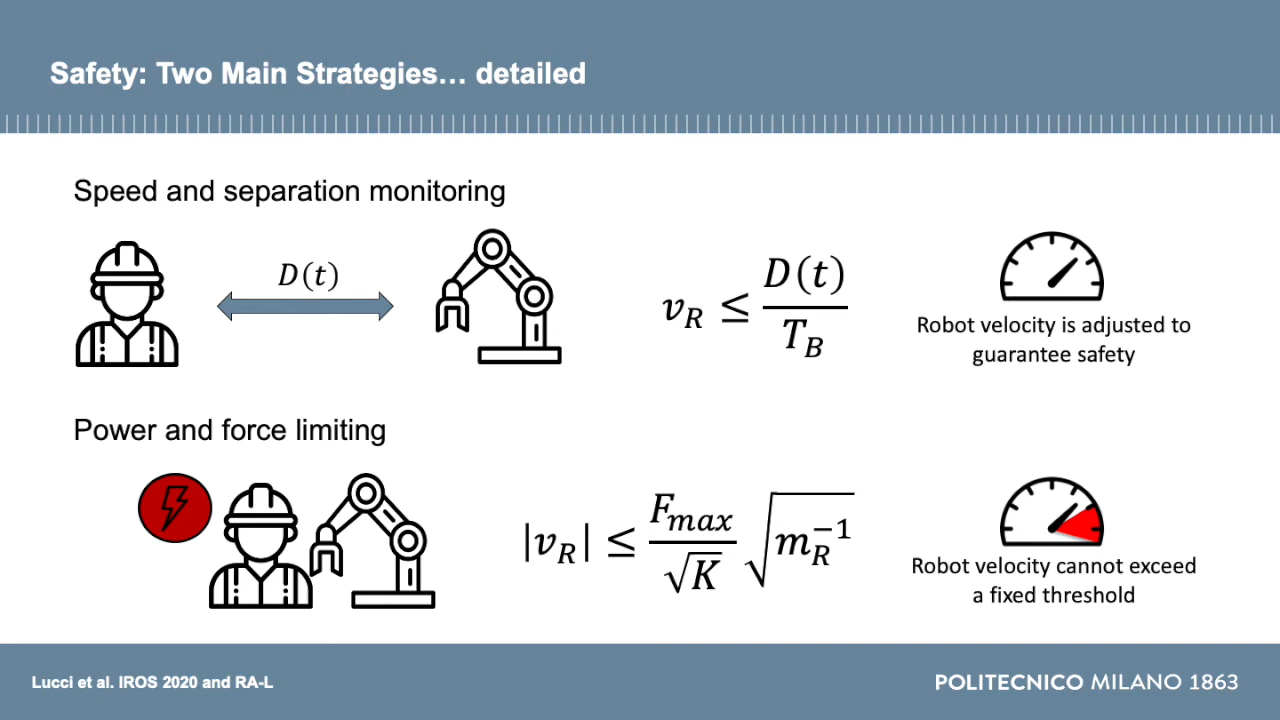 Safety: Two Main Strategies… detailed
Speed and separation monitoring
D(t)
v_R ≤ D(t) / T_B
Robot velocity is adjusted to
guarantee safety
Power and force limiting
|v_R| ≤ F_max / √K √(m_R^−1)
Robot velocity cannot exceed
a fixed threshold
Lucci et al. IROS 2020 and RA-L
POLITECNICO MILANO 1863